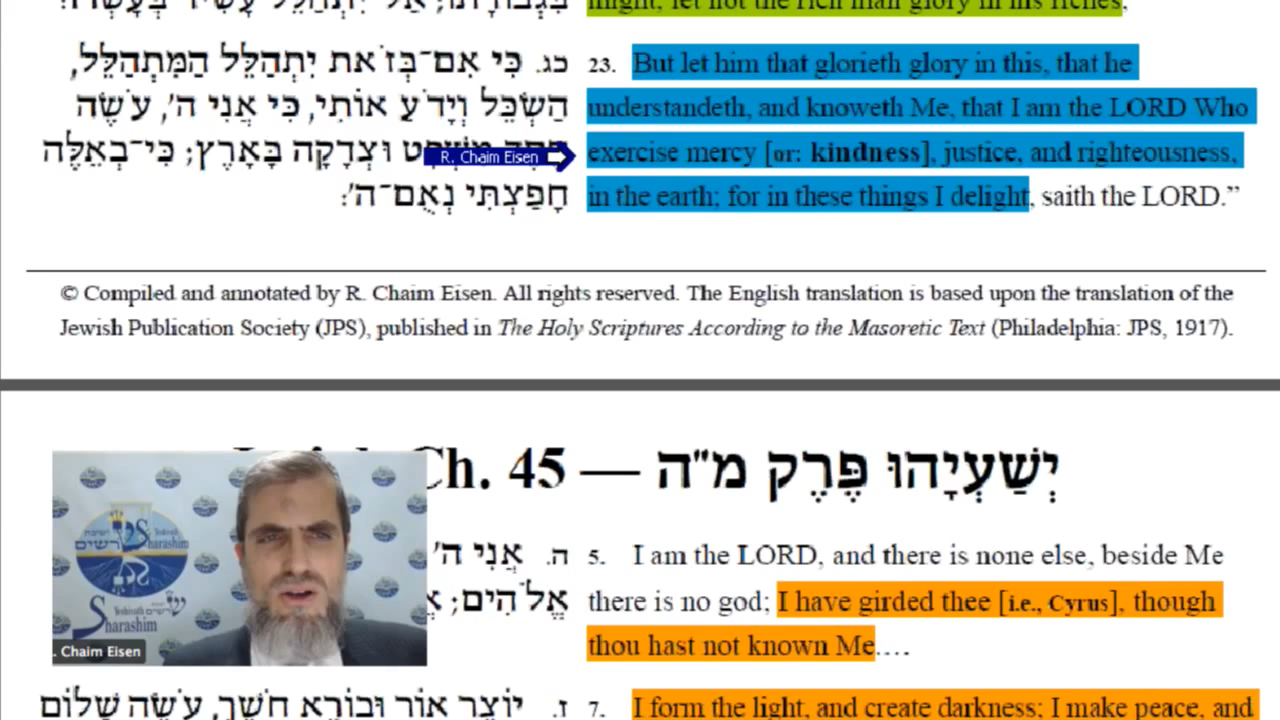 might, let not the rich man glory in his riches;
כג. כִּי אִם־בְּזֹאת יִתְהַלֵּל הַמִּתְהַלֵּל,
23. But let him that glorieth glory in this, that he
הַשְׂכֵּל וְיָדֹעַ אוֹתִי, כִּי אֲנִי ה', עֹשֶׂה
understandeth, and knoweth Me, that I am the LORD Who
וּצְדָקָה בָּאָרֶץ; כִּי־בְאֵלֶּה
R. Chaim Eisen
exercise mercy [or: kindness], justice, and righteousness,
חָפַצְתִּי נְאֻם־ה':
in the earth; for in these things I delight, saith the LORD.”
© Compiled and annotated by R. Chaim Eisen. All rights reserved. The English translation is based upon the translation of the
Jewish Publication Society (JPS), published in The Holy Scriptures According to the Masoretic Text (Philadelphia: JPS, 1917).
Ch. 45 — יְשַׁעְיָהוּ פֶּרֶק מ"ה
ה. אֲנִי ה'
5. I am the LORD, and there is none else, beside Me
אֱלֹהִים;
there is no god; I have girded thee [i.e., Cyrus], though
thou hast not known Me....
ז. יוֹצֵר אוֹר וּבוֹרֵא חֹשֶׁךְ, עֹשֶׂה שָׁלוֹם
7. I form the light, and create darkness; I make peace, and
ישיבת שרשים
Yeshivath Sharashim
Yeshivath שרשים
Sharashim
. Chaim Eisen